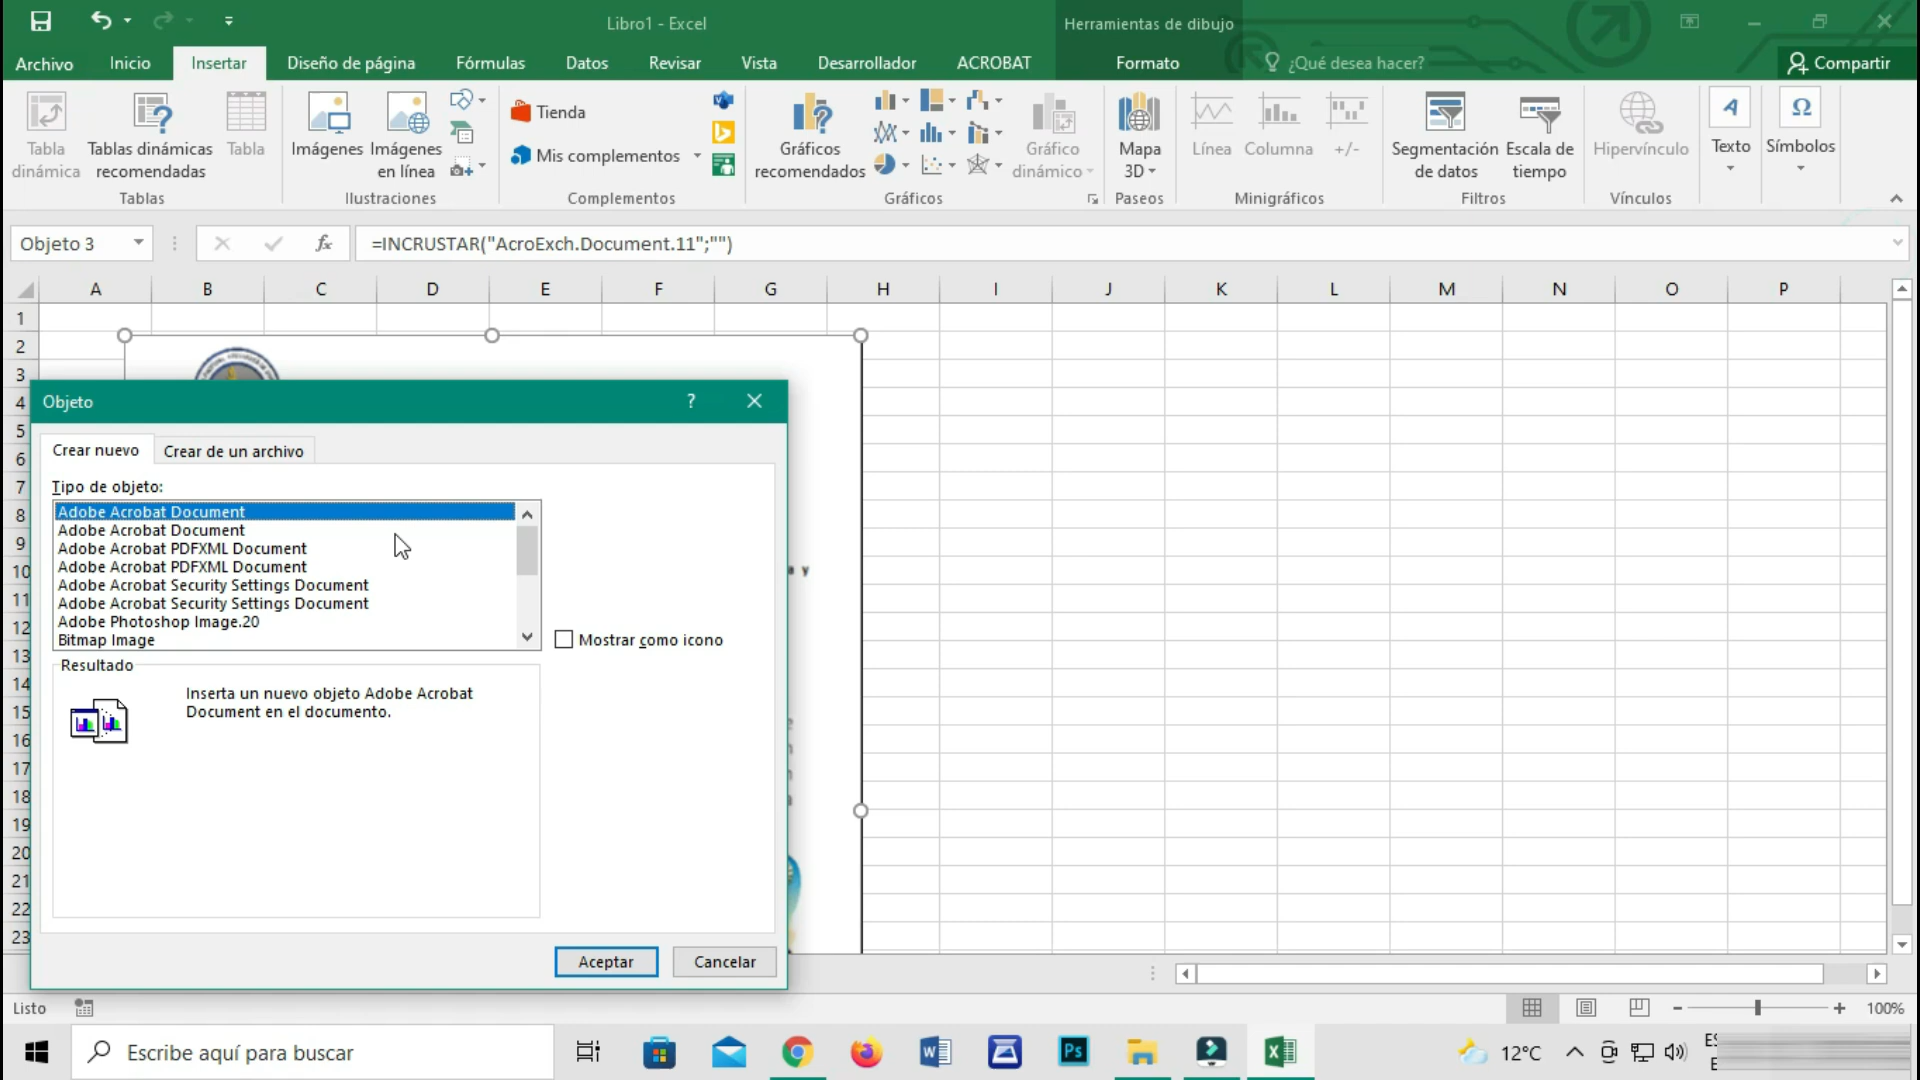 Libro1 - Excel
Herramientas de dibujo
Archivo Inicio Insertar Diseño de página Fórmulas Datos Revisar Vista Desarrollador ACROBAT Formato ¿Qué desea hacer? Compartir
Tabla dinámica
Tablas dinámicas recomendadas
Tabla
Tablas
Imágenes
Imágenes en línea
Ilustraciones
Tienda
Mis complementos
Complementos
Gráficos recomendados
Gráfico dinámico
Gráficos
Mapa 3D
Paseos
Línea
Columna
+/-
Minigráficos
Segmentación de datos
Escala de tiempo
Filtros
Hipervínculo
Vínculos
Texto
Símbolos
Objeto 3
fx
=INCRUSTAR("AcroExch.Document.11";"")
A B C D E F G H I J K L M N O P
1
2
3
4
5
6
7
8
9
10
11
12
13
14
15
16
17
18
19
20
21
22
23
Objeto
?
Crear nuevo
Crear de un archivo
Tipo de objeto:
Adobe Acrobat Document
Adobe Acrobat Document
Adobe Acrobat PDFXML Document
Adobe Acrobat PDFXML Document
Adobe Acrobat Security Settings Document
Adobe Acrobat Security Settings Document
Adobe Photoshop Image.20
Bitmap Image
Mostrar como icono
Resultado
Inserta un nuevo objeto Adobe Acrobat
Document en el documento.
Aceptar
Cancelar
Listo
100%
Escribe aquí para buscar
Ps
12°C